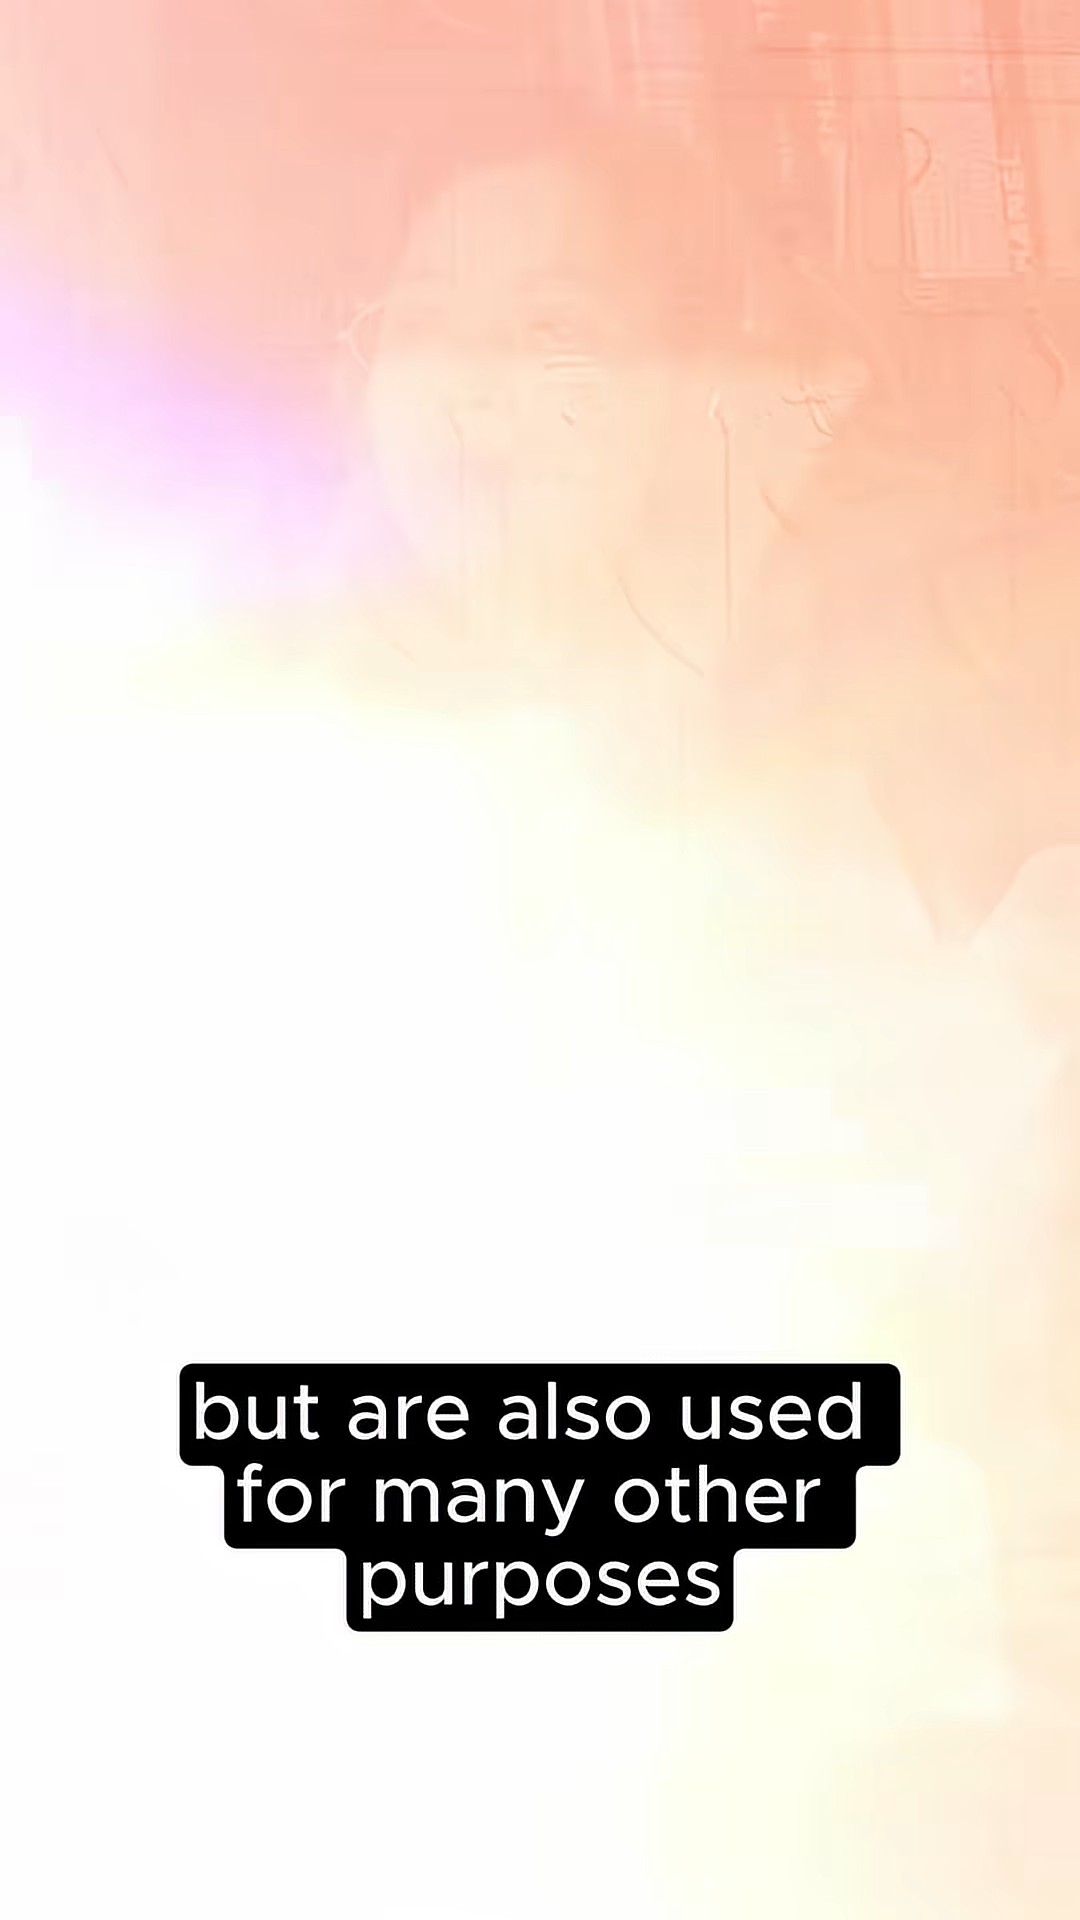 but are also used
for many other
purposes